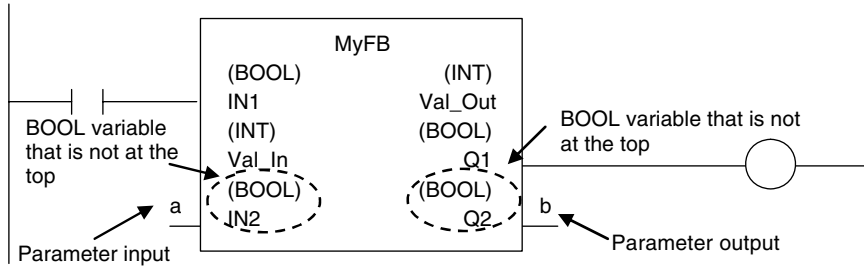 MyFB
(BOOL) (INT)
IN1 Val_Out
(INT) (BOOL)
Val_In Q1
(BOOL) (BOOL)
IN2 Q2
BOOL variable
that is not at the
top
BOOL variable that is not
at the top
a
b
Parameter input
Parameter output